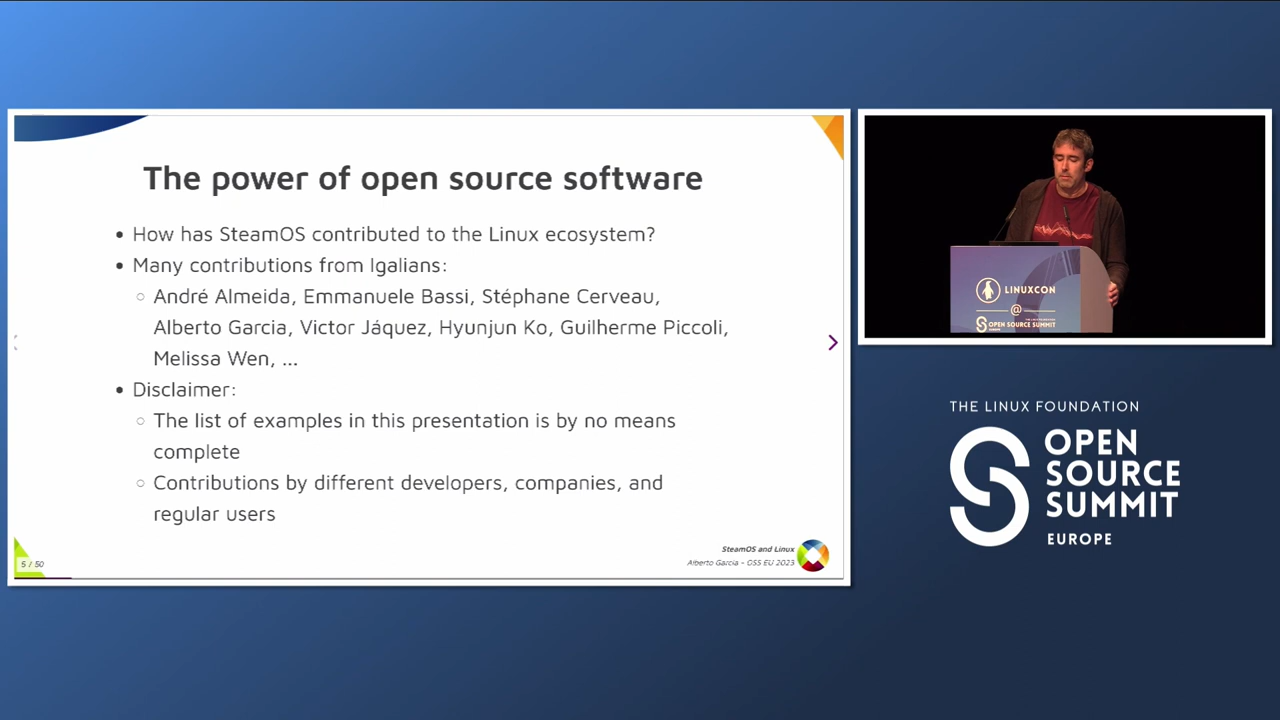 The power of open source software
• How has SteamOS contributed to the Linux ecosystem?
• Many contributions from Igalians:
○ André Almeida, Emmanuele Bassi, Stéphane Cerveau,
Alberto Garcia, Victor Jáquez, Hyunjun Ko, Guilherme Piccoli,
Melissa Wen, ...
• Disclaimer:
○ The list of examples in this presentation is by no means
complete
○ Contributions by different developers, companies, and
regular users
SteamOS and Linux
Alberto Garcia - OSS EU 2023
5 / 50
LINUXCON
@
THE LINUX FOUNDATION
OPEN SOURCE SUMMIT
THE LINUX FOUNDATION
OPEN
SOURCE
SUMMIT
EUROPE